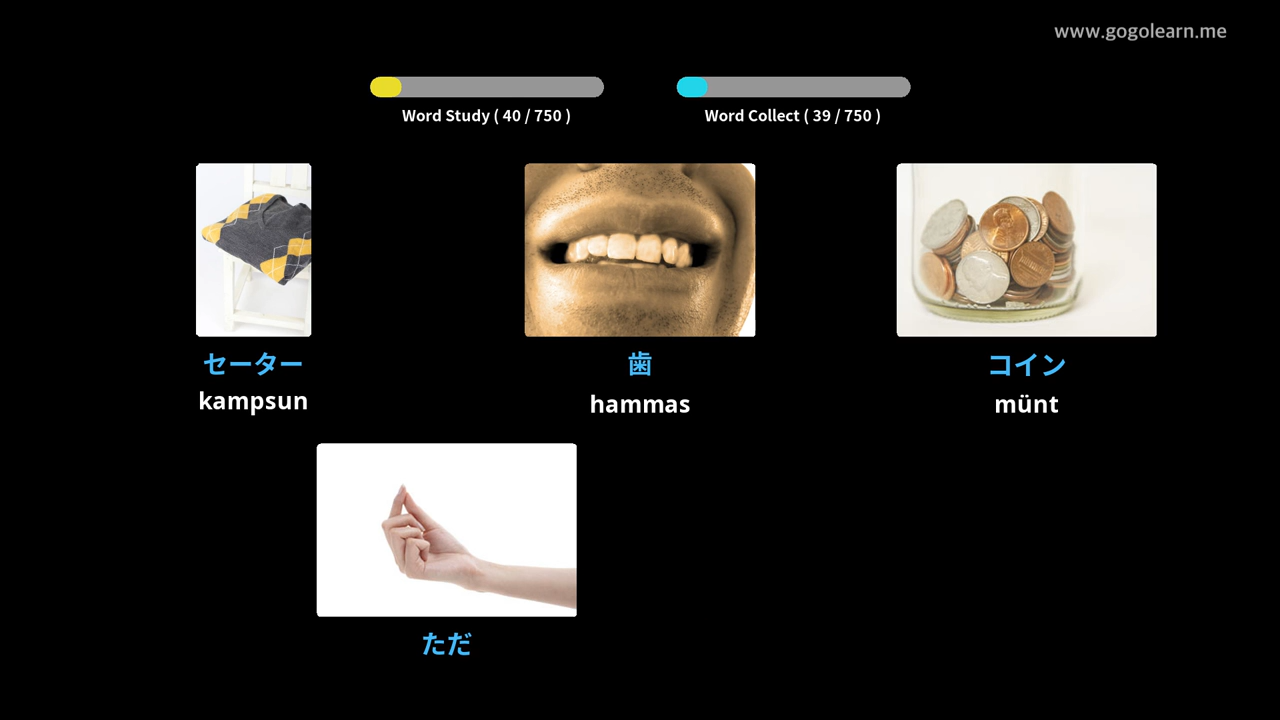 www.gogolearn.me
Word Study ( 40 / 750 )
Word Collect ( 39 / 750 )
セーター
kampsun
歯
hammas
コイン
münt
ただ